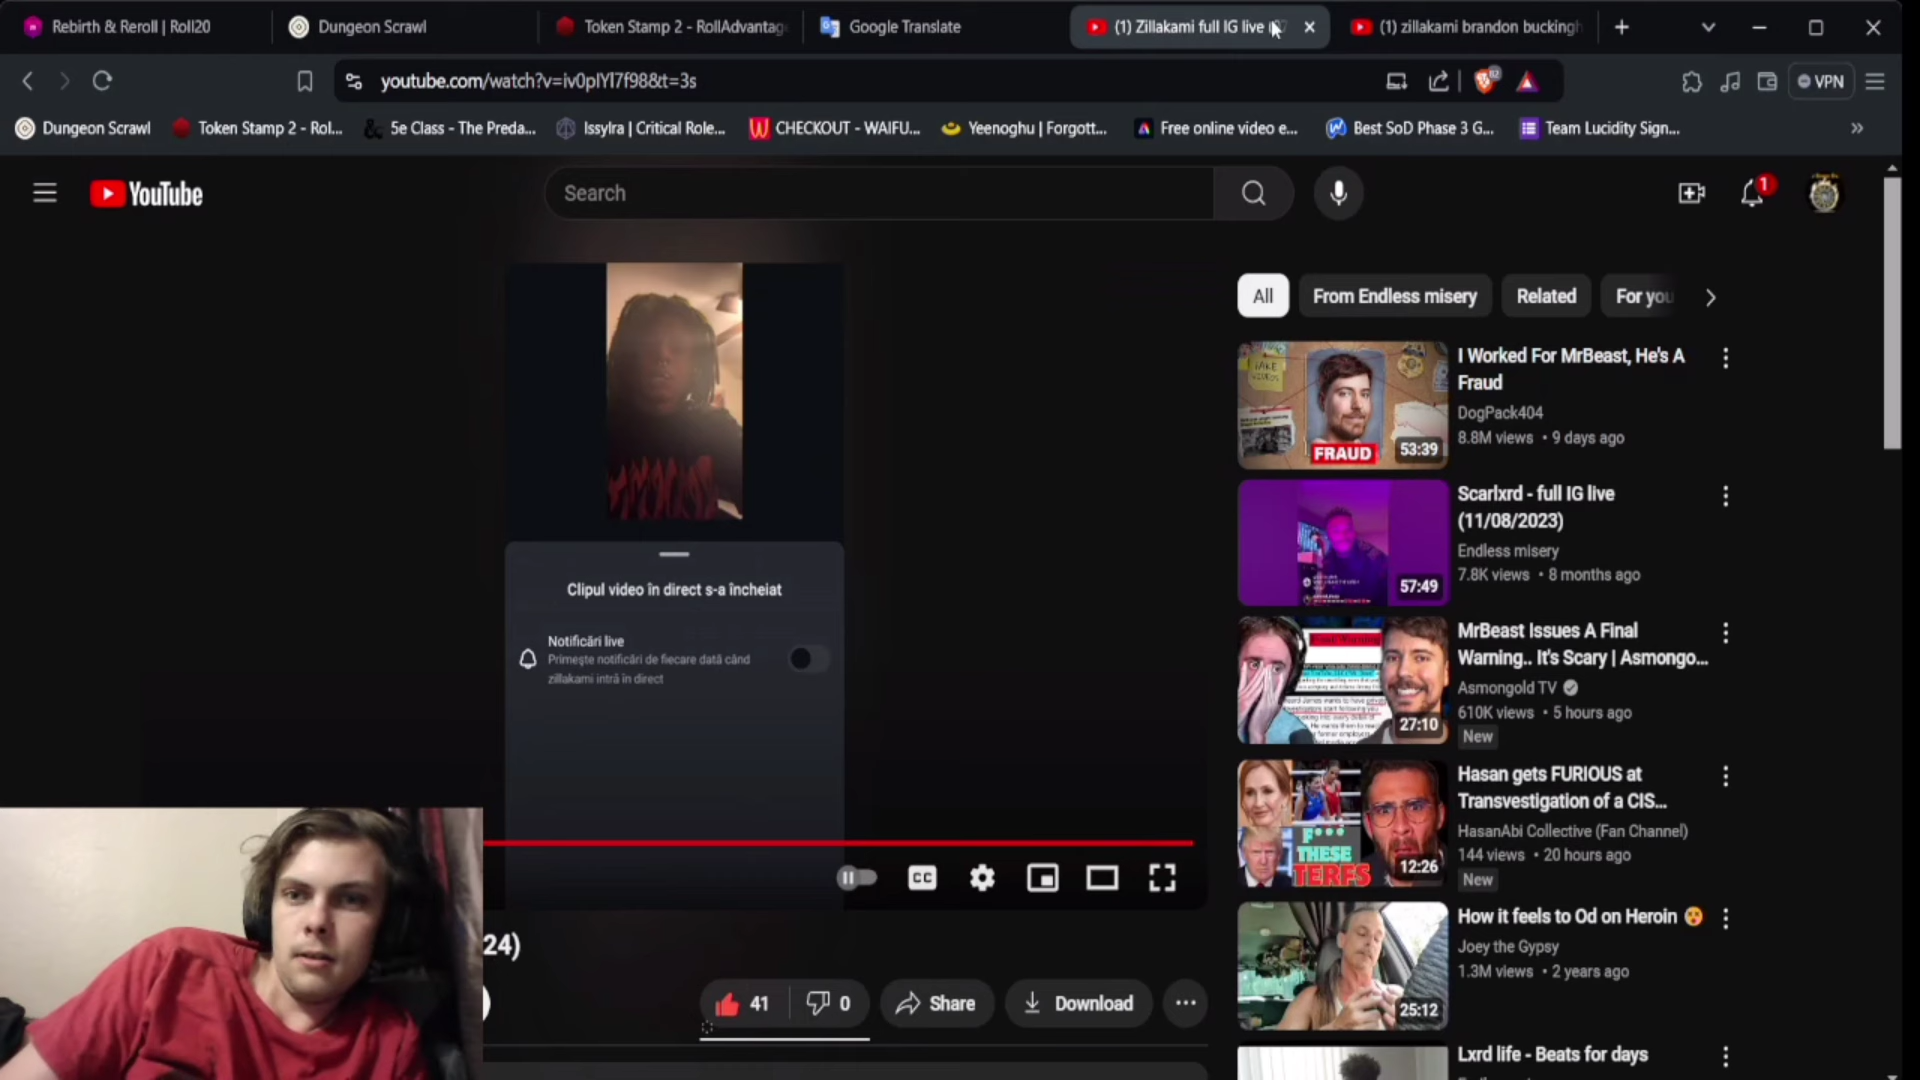 Rebirth & Reroll | Roll20
Dungeon Scrawl
Token Stamp 2 - RollAdvantage
Google Translate
(1) Zillakami full IG live
(1) zillakami brandon buckingh
youtube.com/watch?v=iv0pIYl7f98&t=3s
VPN
Dungeon Scrawl
Token Stamp 2 - Rol...
5e Class - The Preda...
Issylra | Critical Role...
CHECKOUT - WAIFU...
Yeenoghu | Forgott...
Free online video e...
Best SoD Phase 3 G...
Team Lucidity Sign...
YouTube
Search
1
All
From Endless misery
Related
For you
I Worked For MrBeast, He's A
Fraud
DogPack404
8.8M views • 9 days ago
FRAUD
53:39
Scarlxrd - full IG live
(11/08/2023)
Endless misery
7.8K views • 8 months ago
57:49
MrBeast Issues A Final
Warning.. It's Scary | Asmongo...
Asmongold TV
610K views • 5 hours ago
New
27:10
Hasan gets FURIOUS at
Transvestigation of a CIS...
HasanAbi Collective (Fan Channel)
144 views • 20 hours ago
New
F***
THESE
TERFS
12:26
How it feels to Od on Heroin 😲
Joey the Gypsy
1.3M views • 2 years ago
25:12
Lxrd life - Beats for days
Clipul video în direct s-a încheiat
Notificări live
Primește notificări de fiecare dată când
zillakami intră în direct
CC
24)
41
0
Share
Download